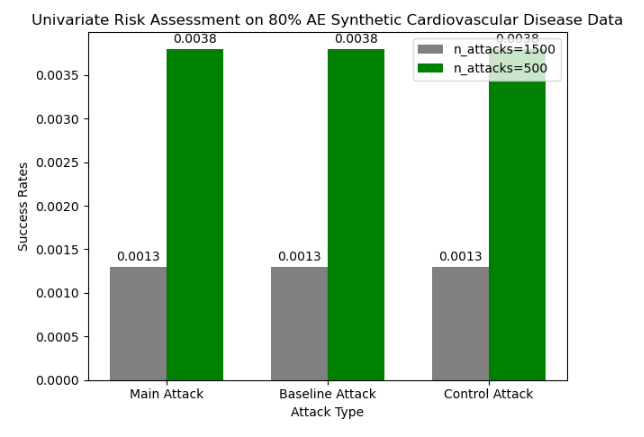 Univariate Risk Assessment on 80% AE Synthetic Cardiovascular Disease Data
0.0038 0.0038 0.0038
n_attacks=1500
n_attacks=500
0.0035
0.0030
0.0025
0.0020
0.0015
0.0010
0.0005
0.0000
Success Rates
0.0013 0.0013 0.0013
Main Attack Baseline Attack Control Attack
Attack Type